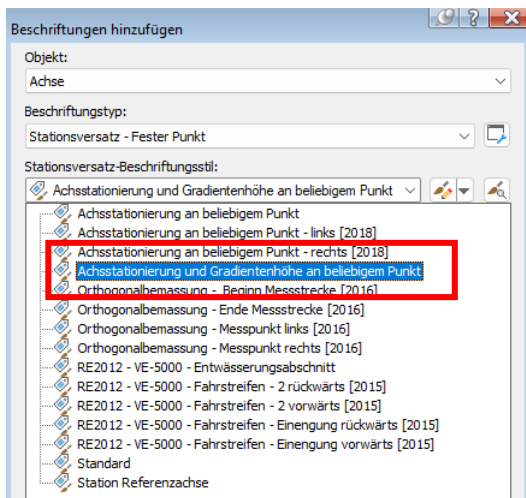 Beschriftungen hinzufügen
?
Objekt:
Achse
Beschriftungstyp:
Stationsversatz - Fester Punkt
Stationsversatz-Beschriftungsstil:
Achsstationierung und Gradientenhöhe an beliebigem Punkt
Achsstationierung an beliebigem Punkt
Achsstationierung an beliebigem Punkt - links [2018]
Achsstationierung an beliebigem Punkt - rechts [2018]
Achsstationierung und Gradientenhöhe an beliebigem Punkt
Orthogonalbemassung - Beginn Messstrecke [2016]
Orthogonalbemassung - Ende Messstrecke [2016]
Orthogonalbemassung - Messpunkt links [2016]
Orthogonalbemassung - Messpunkt rechts [2016]
RE2012 - VE-5000 - Entwässerungsabschnitt
RE2012 - VE-5000 - Fahrstreifen - 2 rückwärts [2015]
RE2012 - VE-5000 - Fahrstreifen - 2 vorwärts [2015]
RE2012 - VE-5000 - Fahrstreifen - Einengung rückwärts [2015]
RE2012 - VE-5000 - Fahrstreifen - Einengung vorwärts [2015]
Standard
Station Referenzachse